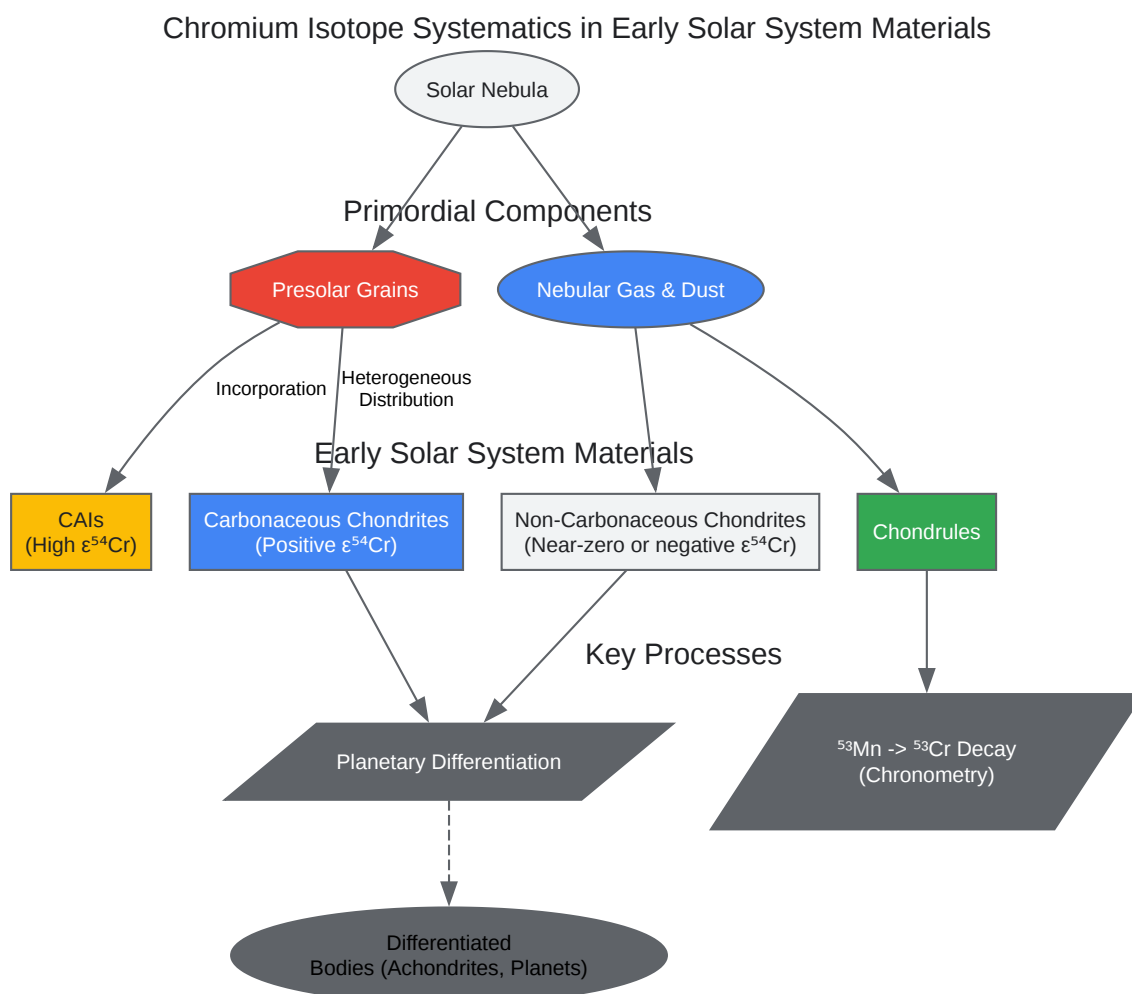 Chromium Isotope Systematics in Early Solar System Materials
Solar Nebula
Primordial Components
Presolar Grains
Nebular Gas & Dust
Incorporation
Heterogeneous
Distribution
Early Solar System Materials
CAIs
(High ε⁵⁴Cr)
Carbonaceous Chondrites
(Positive ε⁵⁴Cr)
Non-Carbonaceous Chondrites
(Near-zero or negative ε⁵⁴Cr)
Chondrules
Key Processes
Planetary Differentiation
⁵³Mn -> ⁵³Cr Decay
(Chronometry)
Differentiated
Bodies (Achondrites, Planets)